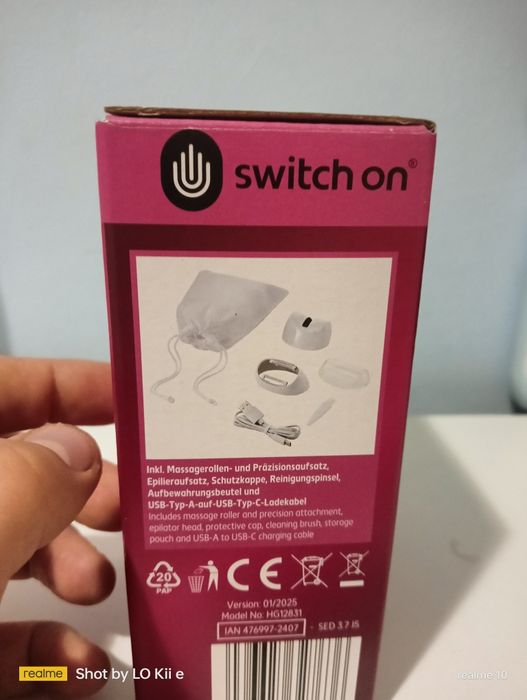 switch on®
Inkl. Massagerollen- und Präzisionsaufsatz,
Epilieraufsatz, Schutzkappe, Reinigungspinsel,
Aufbewahrungsbeutel und
USB-Typ-A-auf-USB-Typ-C-Ladekabel
Includes massage roller and precision attachment,
epilator head, protective cap, cleaning brush, storage
pouch and USB-A to USB-C charging cable
20
PAP
CE
Version: 01/2025
Model No: HG12831
IAN 476997-2407 - SED 3.7 IS
realme Shot by LO Kii e realme 10